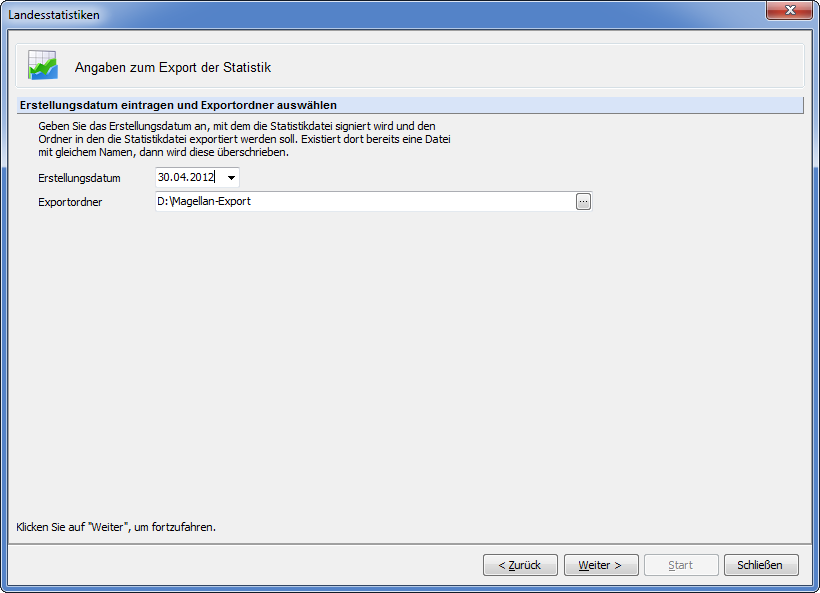 Landesstatistiken
Angaben zum Export der Statistik
Erstellungsdatum eintragen und Exportordner auswählen
Geben Sie das Erstellungsdatum an, mit dem die Statistikdatei signiert wird und den
Ordner in den die Statistikdatei exportiert werden soll. Existiert dort bereits eine Datei
mit gleichem Namen, dann wird diese überschrieben.
Erstellungsdatum 30.04.2012
Exportordner D:\Magellan-Export ...
Klicken Sie auf "Weiter", um fortzufahren.
< Zurück Weiter > Start Schließen